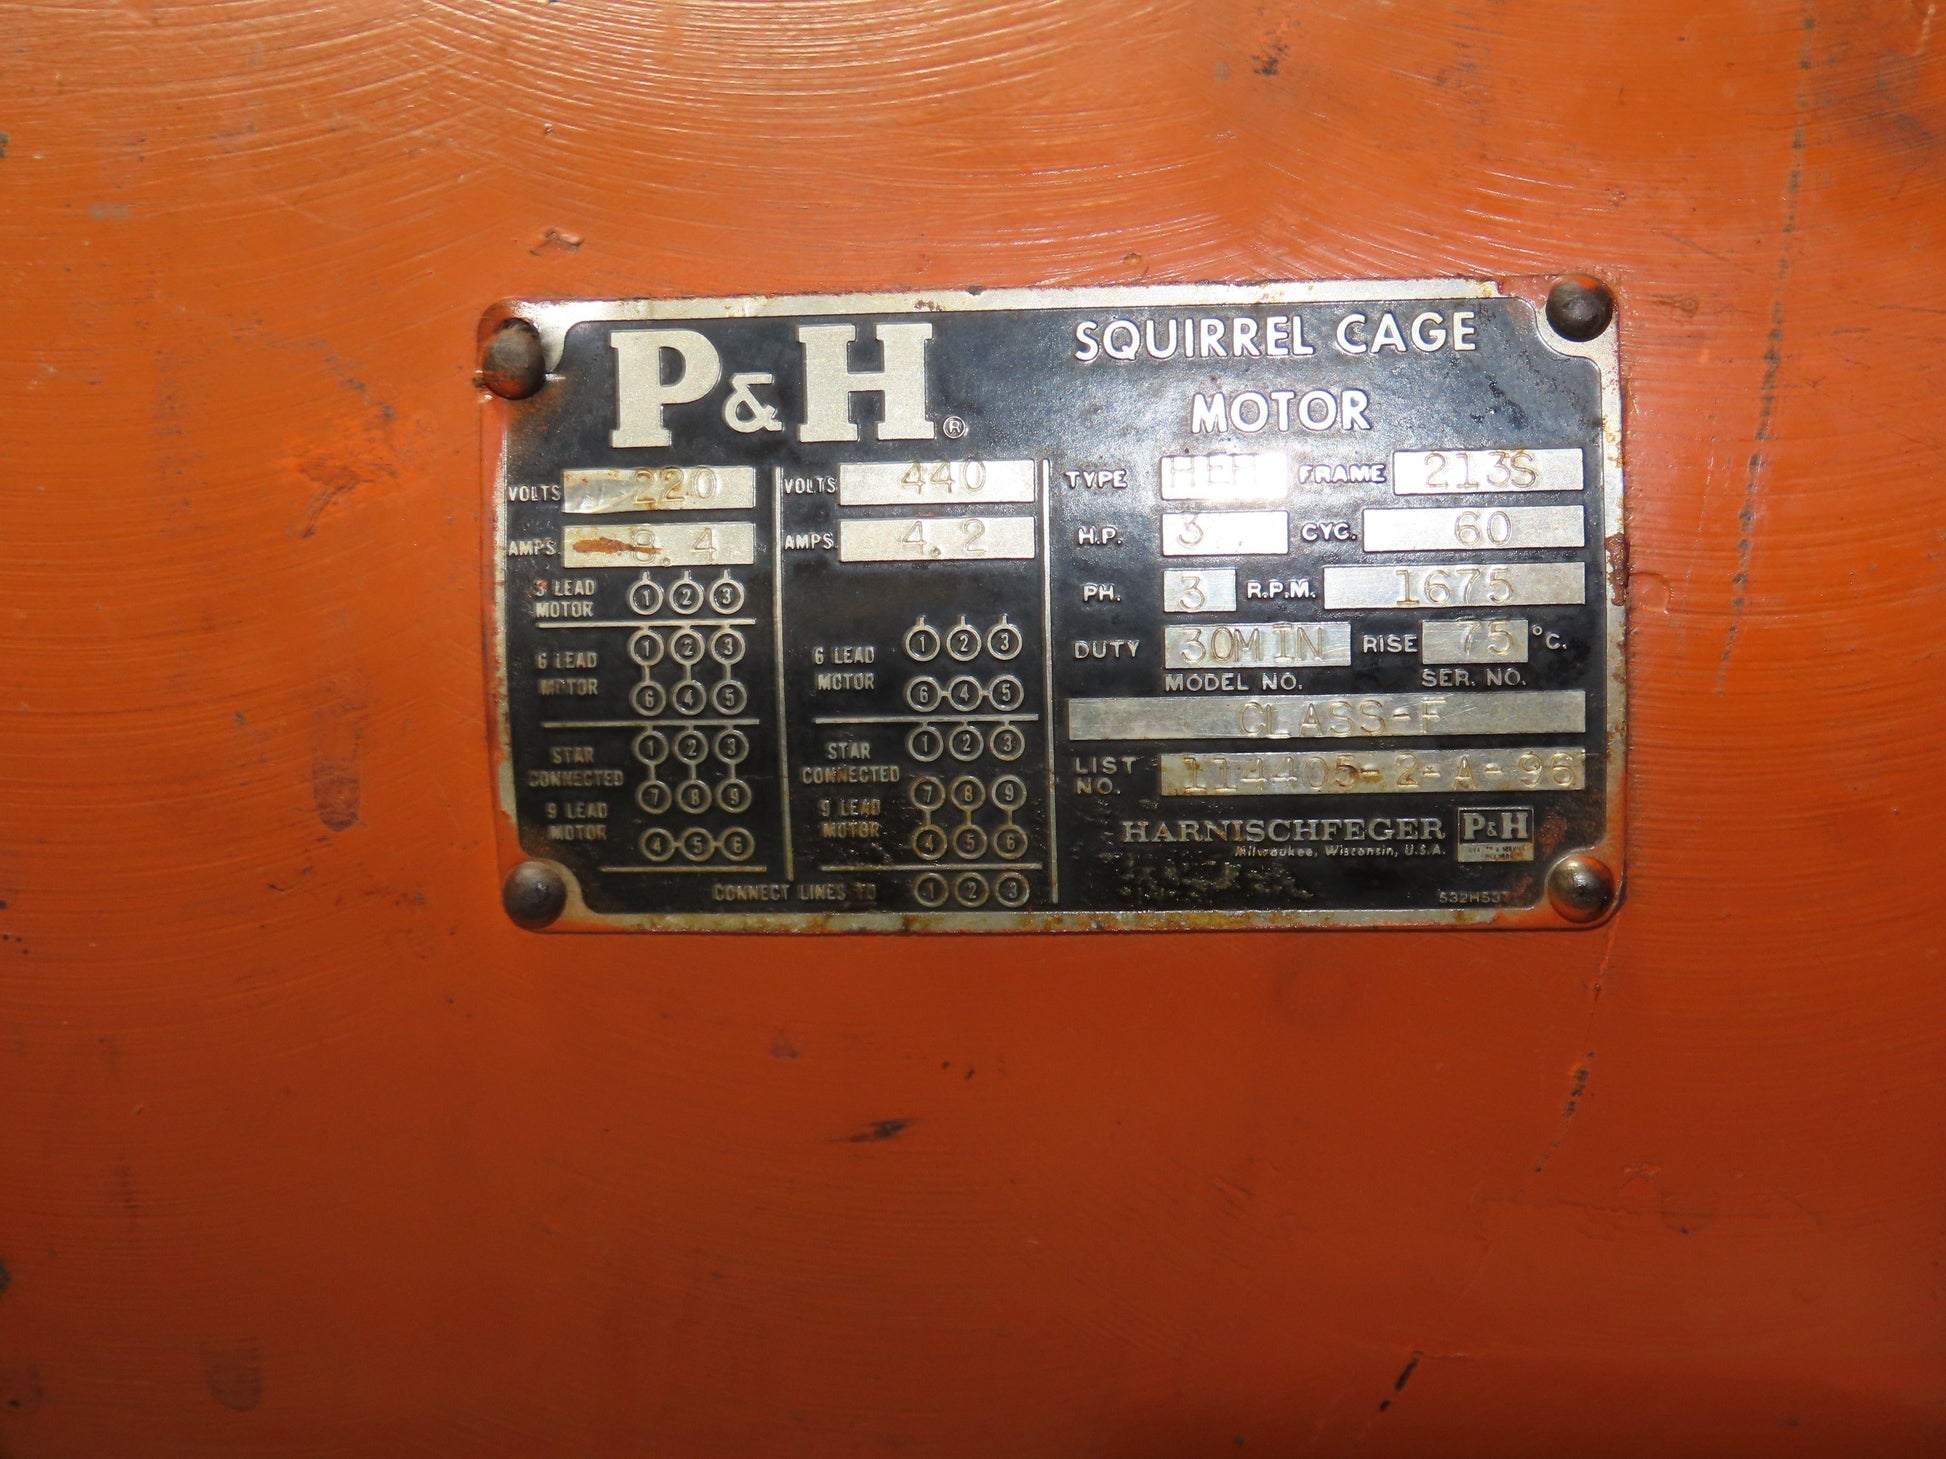 P&H®
SQUIRREL CAGE
MOTOR
VOLTS 220
AMPS. 8.4
3 LEAD MOTOR 1 2 3
6 LEAD MOTOR 1 2 3
6 4 5
STAR CONNECTED 1 2 3
7 8 9
9 LEAD MOTOR 4 5 6
VOLTS 440
AMPS. 4.2
6 LEAD MOTOR 1 2 3
6 4 5
STAR CONNECTED 1 2 3
7 8 9
9 LEAD MOTOR 4 5 6
CONNECT LINES TO 1 2 3
TYPE HEH FRAME 213S
H.P. 3 CYC. 60
PH. 3 R.P.M. 1675
DUTY 30MIN RISE 75 °C.
MODEL NO. SER. NO.
CLASS-F
LIST NO. 114405-2-A-96
HARNISCHFEGER P&H
Milwaukee, Wisconsin, U.S.A.